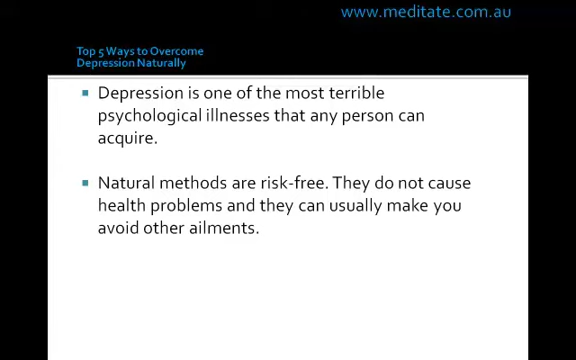 www.meditate.com.au
Top 5 Ways to Overcome
Depression Naturally
Depression is one of the most terrible
psychological illnesses that any person can
acquire.
Natural methods are risk-free. They do not cause
health problems and they can usually make you
avoid other ailments.